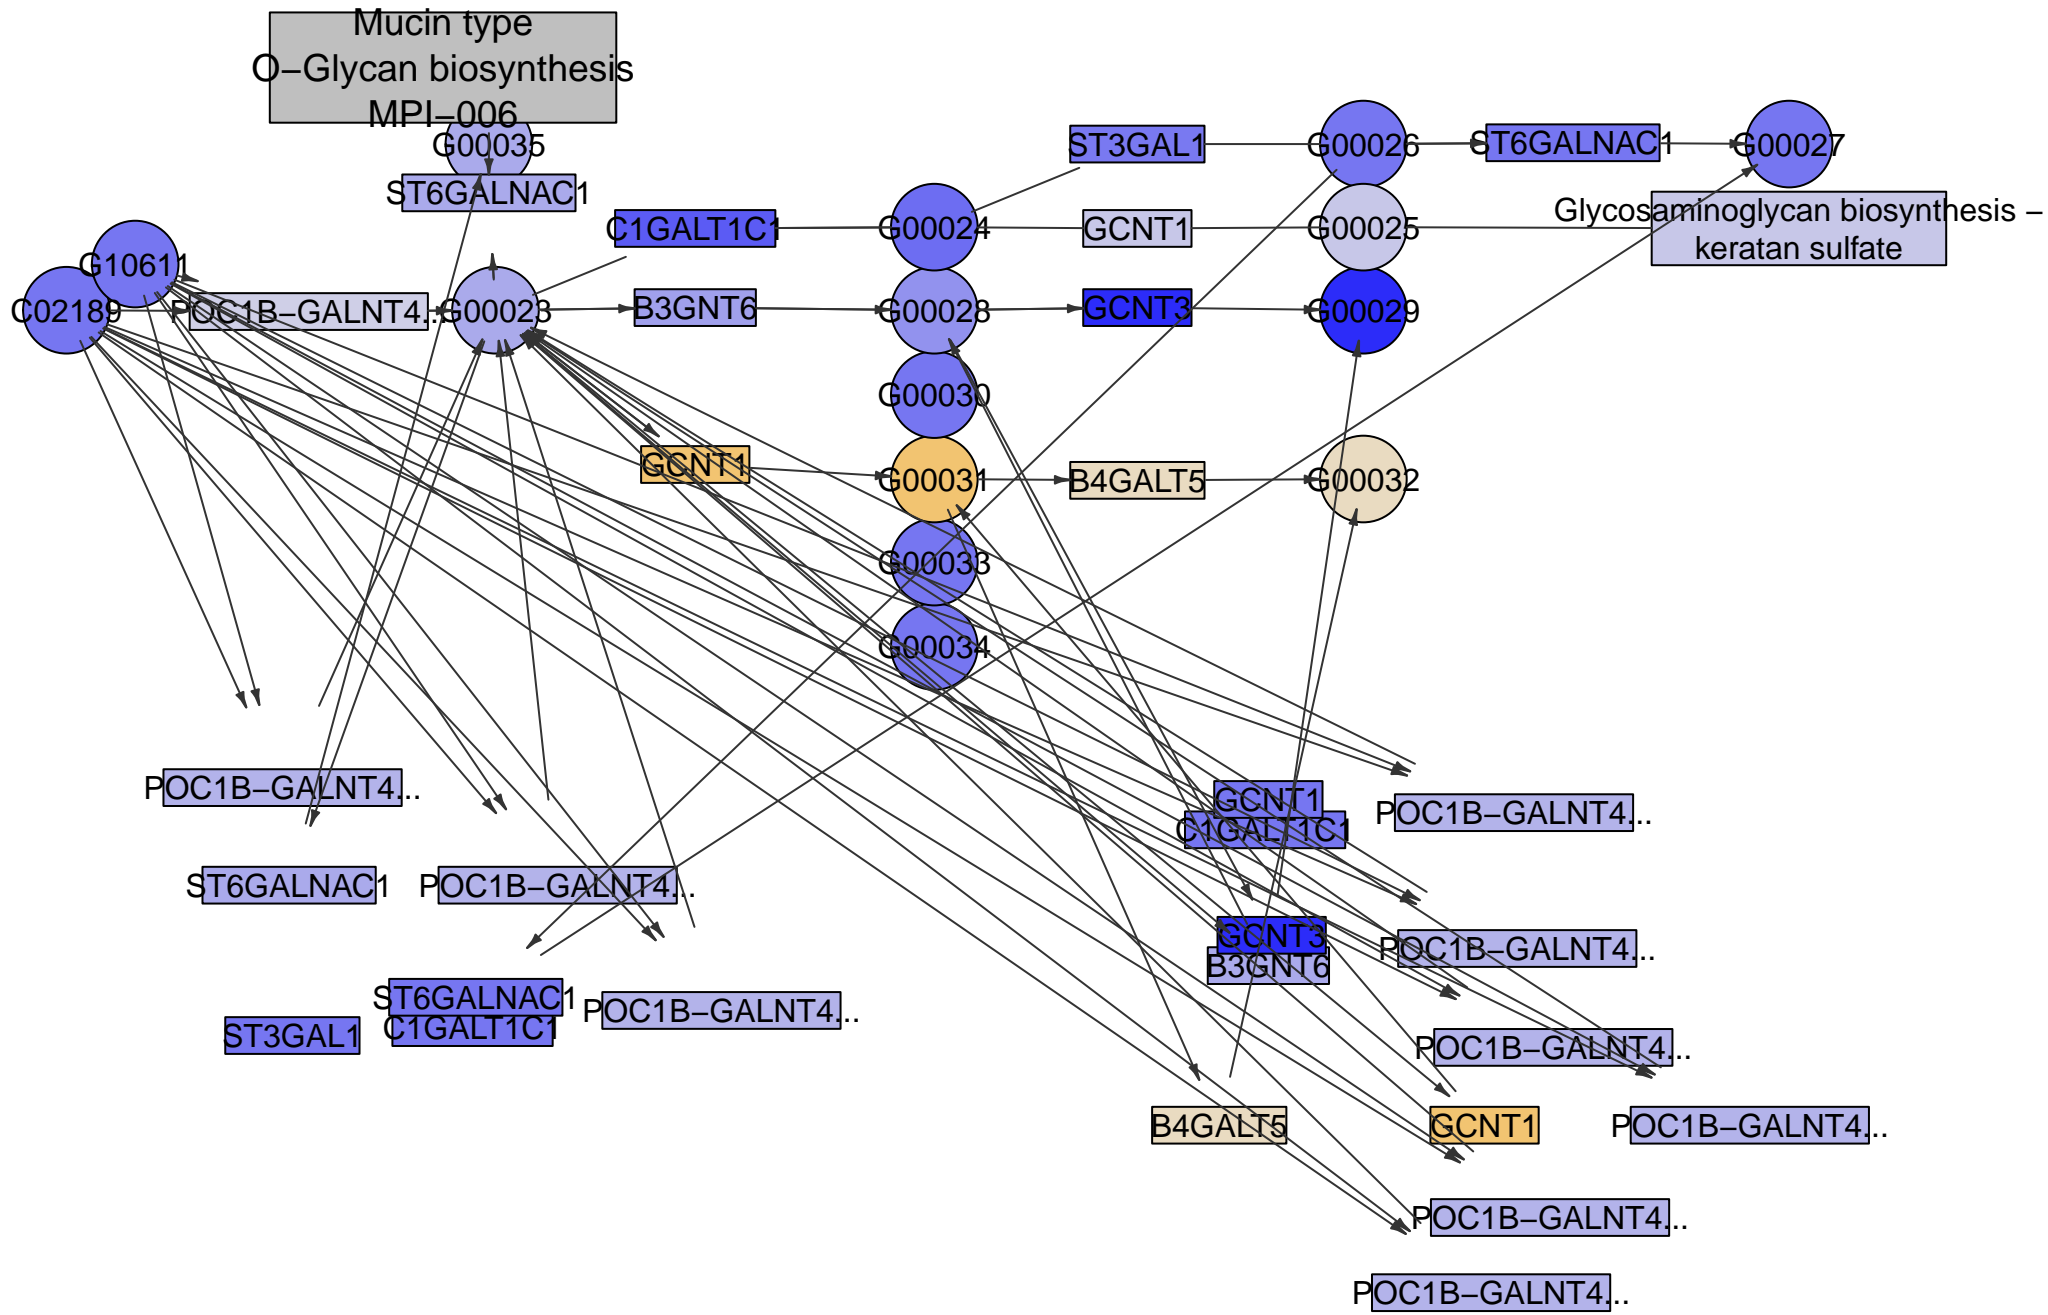 Mucin type
O−Glycan biosynthesis
MPI−006
G00035
ST6GALNAC1
ST3GAL1
G00026
ST6GALNAC1
G00027
C1GALT1C1
G00024
GCNT1
G00025
Glycosaminoglycan biosynthesis −
keratan sulfate
G10611
C02189
POC1B−GALNT4...
G00023
B3GNT6
G00028
GCNT3
G00029
G00030
GCNT1
G00031
B4GALT5
G00032
G00033
G00034
POC1B−GALNT4...
GCNT1
POC1B−GALNT4...
C1GALT1C1
ST6GALNAC1
POC1B−GALNT4...
GCNT3
POC1B−GALNT4...
B3GNT6
ST6GALNAC1
POC1B−GALNT4...
C1GALT1C1
ST3GAL1
POC1B−GALNT4...
B4GALT5
GCNT1
POC1B−GALNT4...
POC1B−GALNT4...
POC1B−GALNT4...